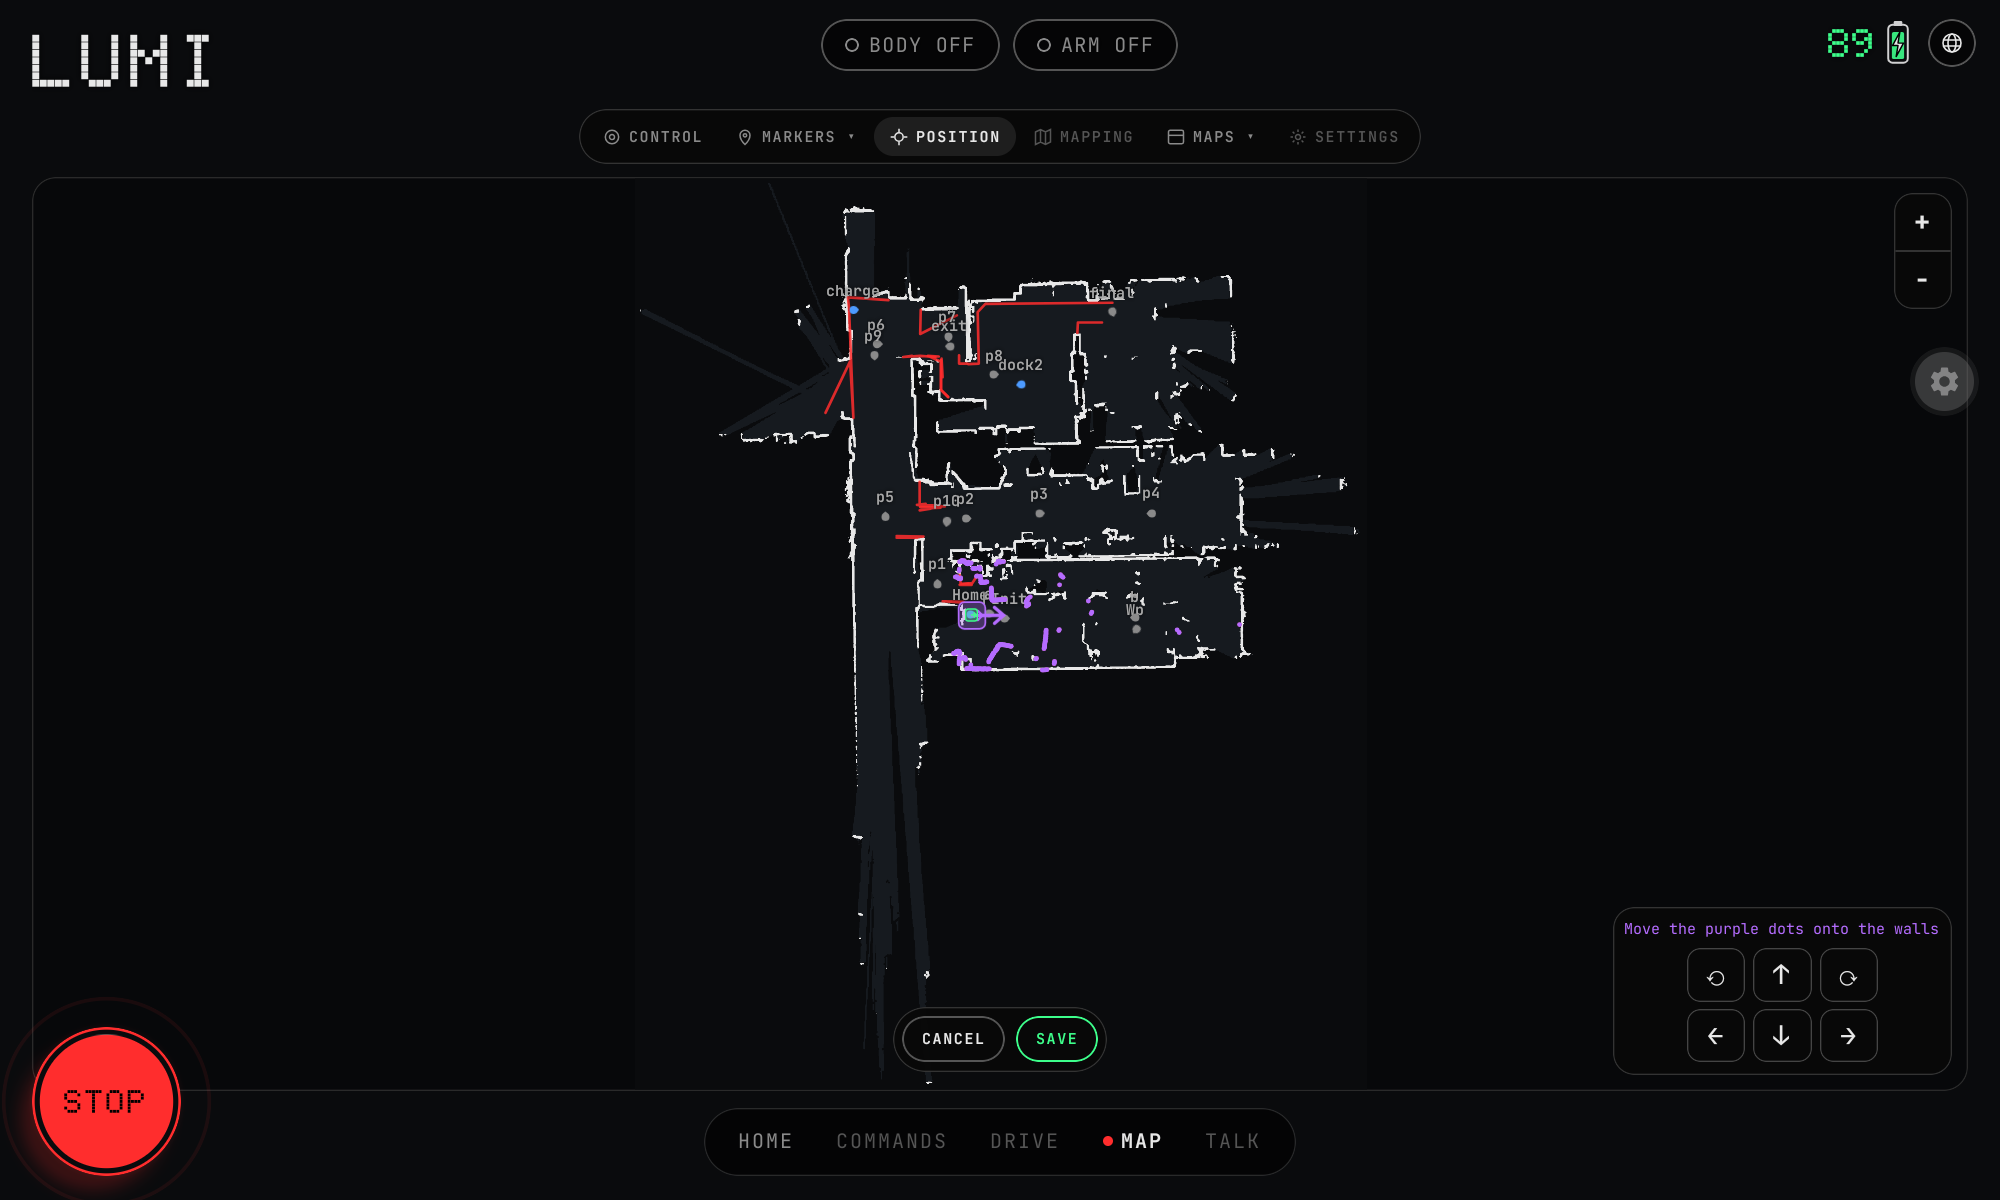 LUMI
BODY OFF
ARM OFF
89
CONTROL
MARKERS
POSITION
MAPPING
MAPS
SETTINGS
+
-
charge
final
p7
p6
exit
p9
p8
dock2
p5
p10
p2
p3
p4
p1
Home
Init
b
Wp
Move the purple dots onto the walls
CANCEL
SAVE
STOP
HOME
COMMANDS
DRIVE
MAP
TALK